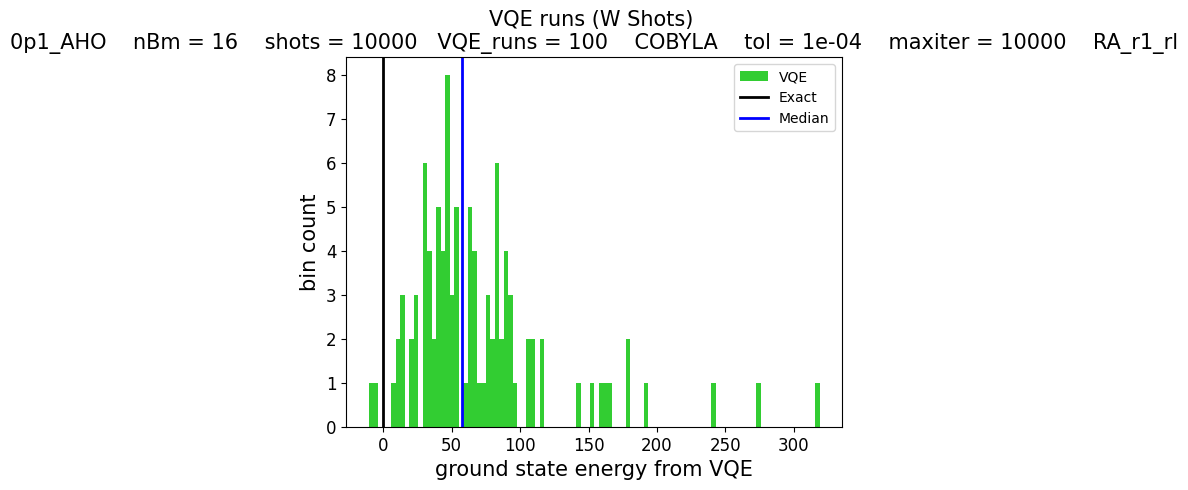 VQE runs (W Shots)
0p1_AHO    nBm = 16    shots = 10000   VQE_runs = 100    COBYLA    tol = 1e-04    maxiter = 10000    RA_r1_rl
VQE
Exact
Median
bin count
8
7
6
5
4
3
2
1
0
0 50 100 150 200 250 300
ground state energy from VQE